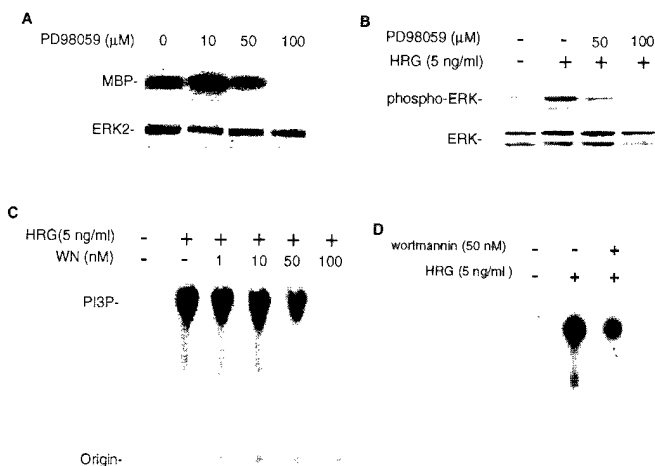 A
PD98059 (μM) 0 10 50 100
MBP-
ERK2-
B
PD98059 (μM) - - 50 100
HRG (5 ng/ml) - + + +
phospho-ERK-
ERK-
C
HRG(5 ng/ml) - + + + + +
WN (nM) - - 1 10 50 100
PI3P-
Origin-
D
wortmannin (50 nM) - - +
HRG (5 ng/ml) - + +